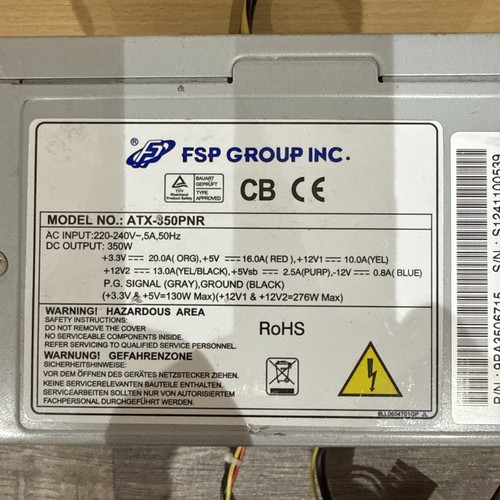 ® FSP GROUP INC.
TÜV Rheinland Product Safety
BAUART GEPRÜFT
TYPE APPROVED
CB CE
MODEL NO.: ATX-350PNR
AC INPUT:220-240V~,5A,50Hz
DC OUTPUT: 350W
+3.3V ⎓ 20.0A( ORG),+5V ⎓ 16.0A( RED ), +12V1 ⎓ 10.0A(YEL)
+12V2 ⎓ 13.0A(YEL/BLACK), +5Vsb ⎓ 2.5A(PURP),-12V ⎓ 0.8A( BLUE)
P.G. SIGNAL (GRAY),GROUND (BLACK)
(+3.3V & +5V=130W Max)(+12V1 & +12V2=276W Max)
WARNING! HAZARDOUS AREA
SAFETY INSTRUCTIONS:
DO NOT REMOVE THE COVER
NO SERVICEABLE COMPONENTS INSIDE.
REFER SERVICING TO QUALIFIED SERVICE PERSONNEL.
WARNUNG! GEFAHRENZONE
SICHERHEITSHINWEISE:
VOR DEM ÖFFNEN DES GERÄTES NETZSTECKER ZIEHEN
KEINE SERVICERELEVANTEN BAUTEILE ENTHALTEN.
SERVICEARBEITEN SOLLTEN NUR AUTORISIERTEM
FACHPERSONAL DURCHGEFÜHRT WERDEN.
RoHS
S/N: S1241100539